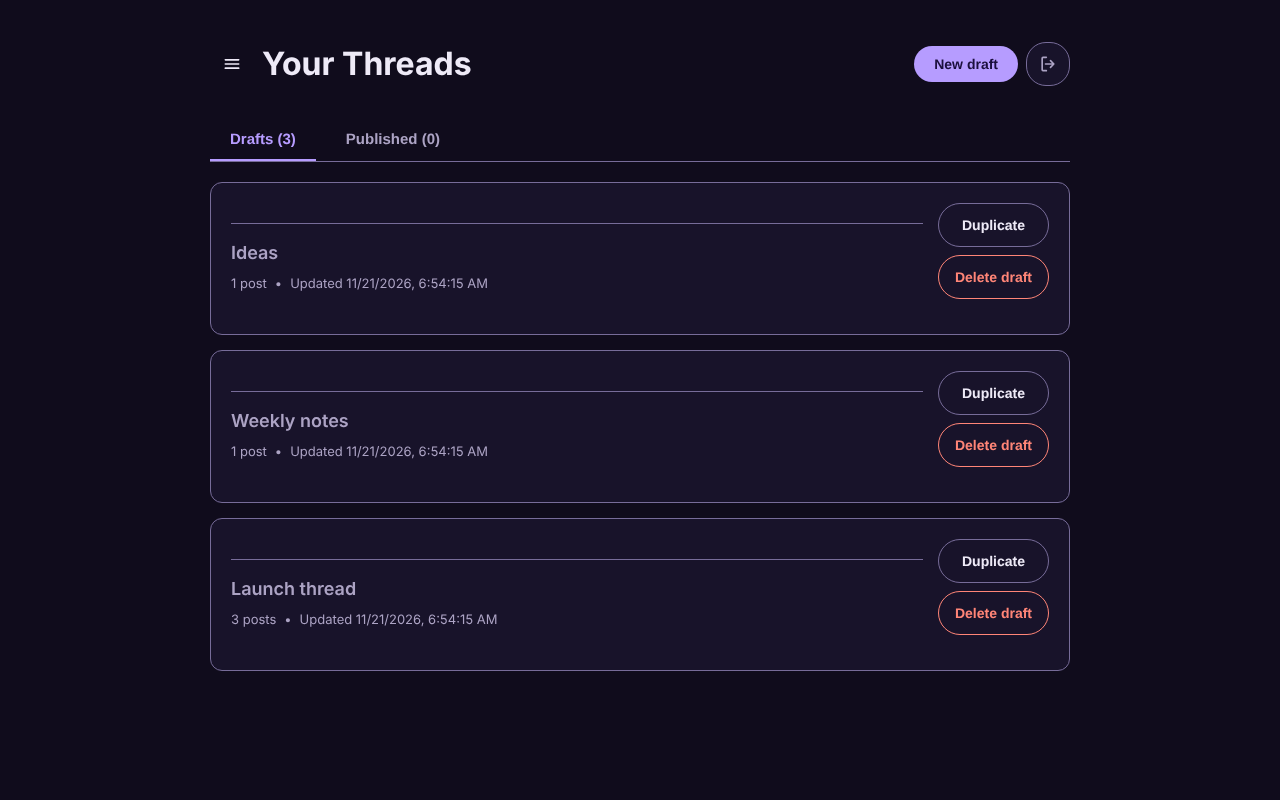 Your Threads
New draft
Drafts (3)
Published (0)
Ideas
1 post • Updated 11/21/2026, 6:54:15 AM
Duplicate
Delete draft
Weekly notes
1 post • Updated 11/21/2026, 6:54:15 AM
Duplicate
Delete draft
Launch thread
3 posts • Updated 11/21/2026, 6:54:15 AM
Duplicate
Delete draft